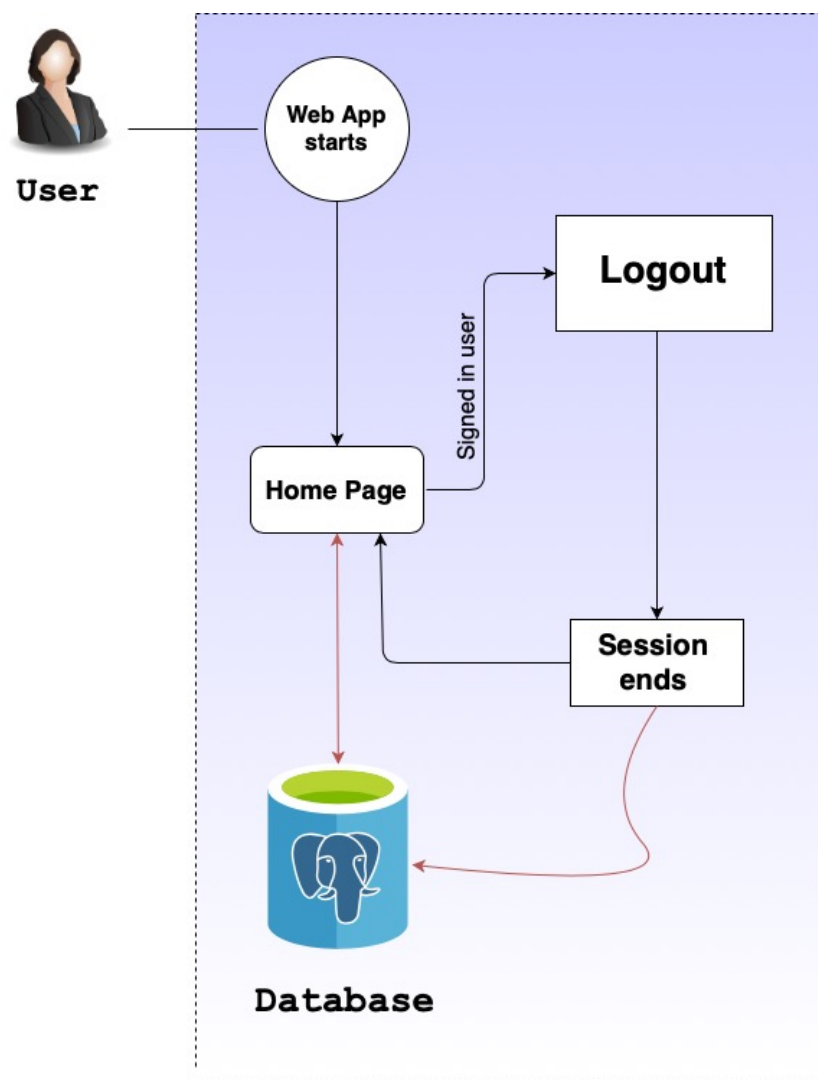 Web App
starts
User
Logout
Signed in user
Home Page
Session
ends
Database